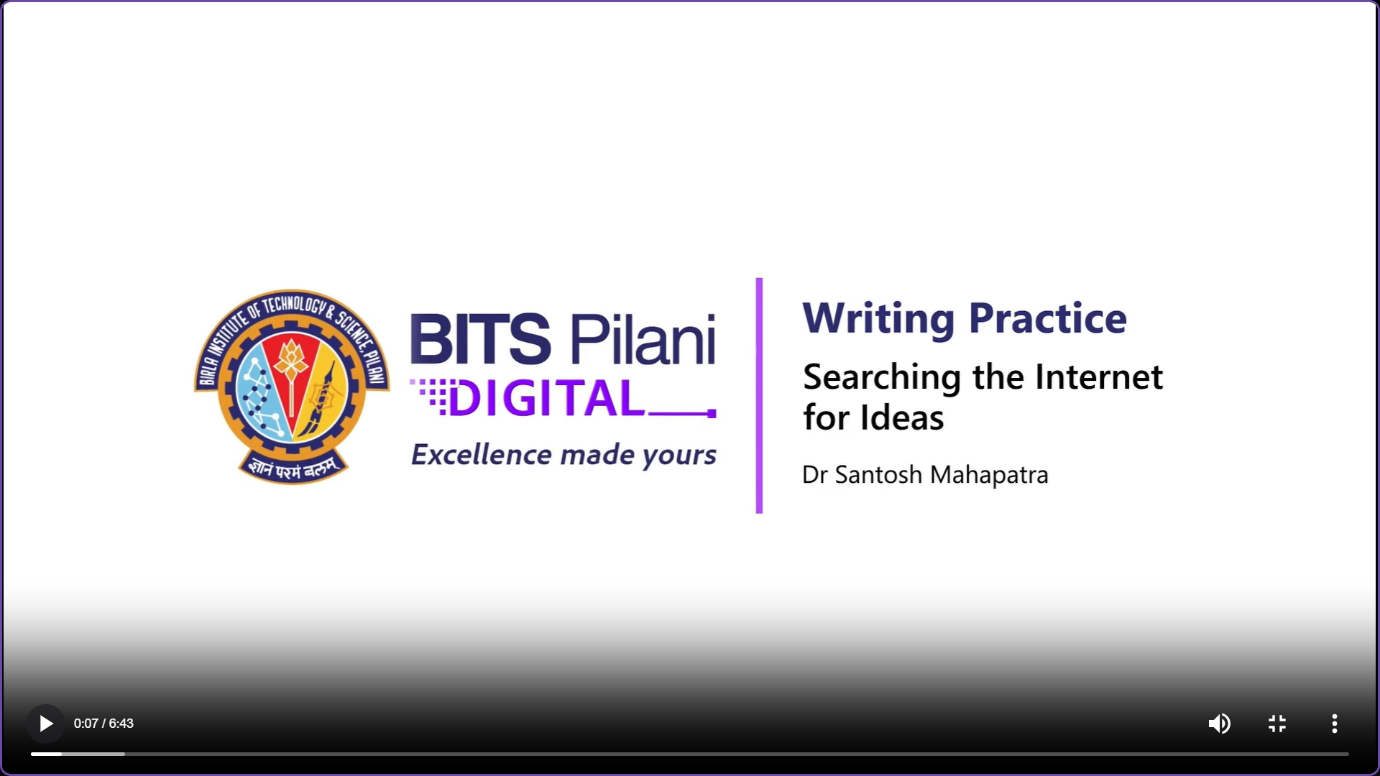 BIRLA INSTITUTE OF TECHNOLOGY & SCIENCE, PILANI
ज्ञानं परमं बलम्
BITS Pilani
DIGITAL
Excellence made yours
Writing Practice
Searching the Internet
for Ideas
Dr Santosh Mahapatra
0:07 / 6:43